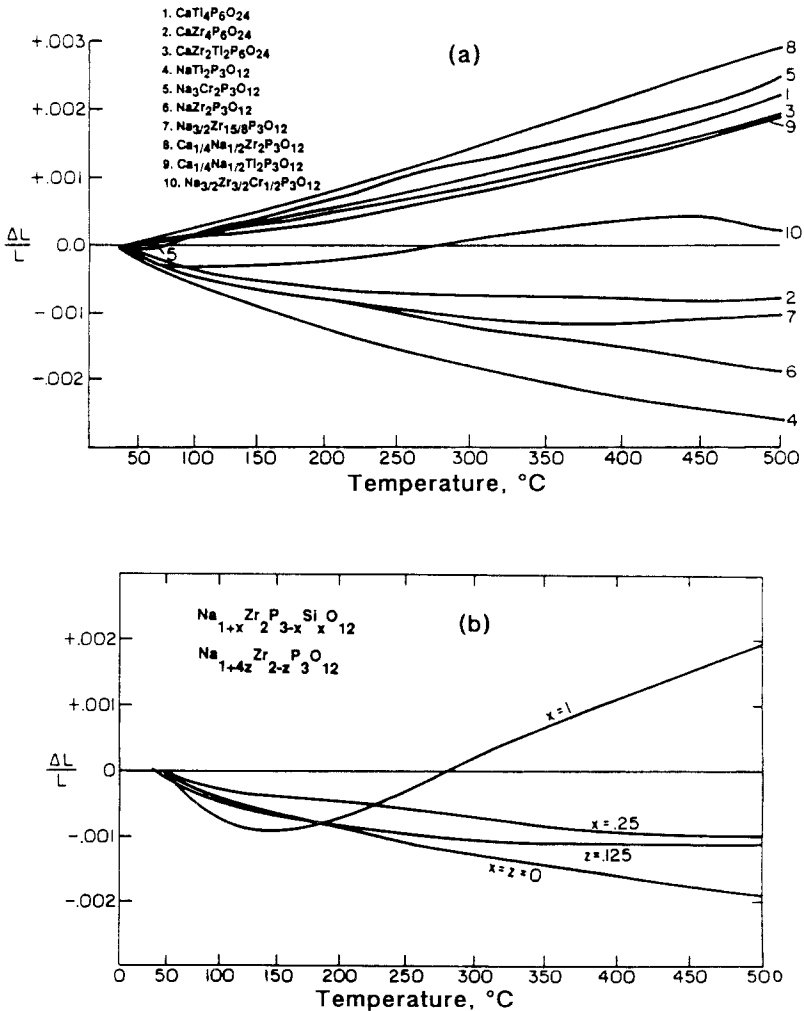 1. CaTi4P6O24
2. CaZr4P6O24
3. CaZr2Ti2P6O24
4. NaTi2P3O12
5. Na3Cr2P3O12
6. NaZr2P3O12
7. Na3/2Zr15/8P3O12
8. Ca1/4Na1/2Zr2P3O12
9. Ca1/4Na1/2Ti2P3O12
10. Na3/2Zr3/2Cr1/2P3O12
(a)
+.003
+.002
+.001
0.0
-.001
-.002
ΔL
L
5
8
5
1
3
9
10
2
7
6
4
50 100 150 200 250 300 350 400 450 500
Temperature, °C
Na1+xZr2P3-xSixO12
Na1+4zZr2-zP3O12
(b)
+.002
+.001
0
-.001
-.002
ΔL
L
x=1
x=.25
z=.125
x=z=0
0 50 100 150 200 250 300 350 400 450 500
Temperature, °C